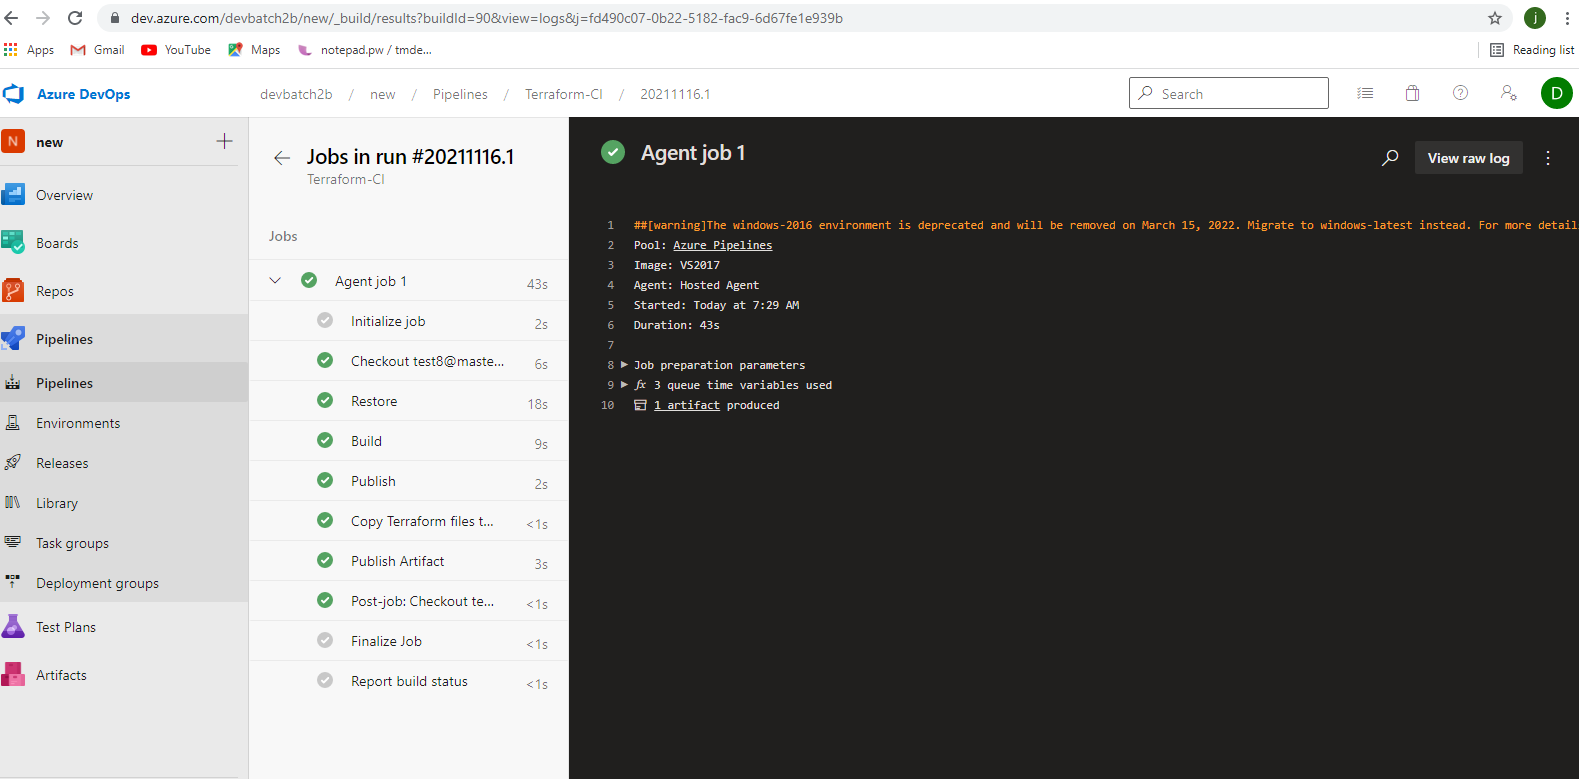 dev.azure.com/devbatch2b/new/_build/results?buildId=90&view=logs&j=fd490c07-0b22-5182-fac9-6d67fe1e939b
j
Apps Gmail YouTube Maps notepad.pw / tmde... Reading list
Azure DevOps devbatch2b / new / Pipelines / Terraform-CI / 20211116.1 Search D
N new
Overview
Boards
Repos
Pipelines
Pipelines
Environments
Releases
Library
Task groups
Deployment groups
Test Plans
Artifacts
Jobs in run #20211116.1
Terraform-CI
Jobs
Agent job 1 43s
Initialize job 2s
Checkout test8@maste... 6s
Restore 18s
Build 9s
Publish 2s
Copy Terraform files t... <1s
Publish Artifact 3s
Post-job: Checkout te... <1s
Finalize Job <1s
Report build status <1s
Agent job 1 View raw log
1 ##[warning]The windows-2016 environment is deprecated and will be removed on March 15, 2022. Migrate to windows-latest instead. For more detail
2 Pool: Azure Pipelines
3 Image: VS2017
4 Agent: Hosted Agent
5 Started: Today at 7:29 AM
6 Duration: 43s
7
8 Job preparation parameters
9 fx 3 queue time variables used
10 1 artifact produced